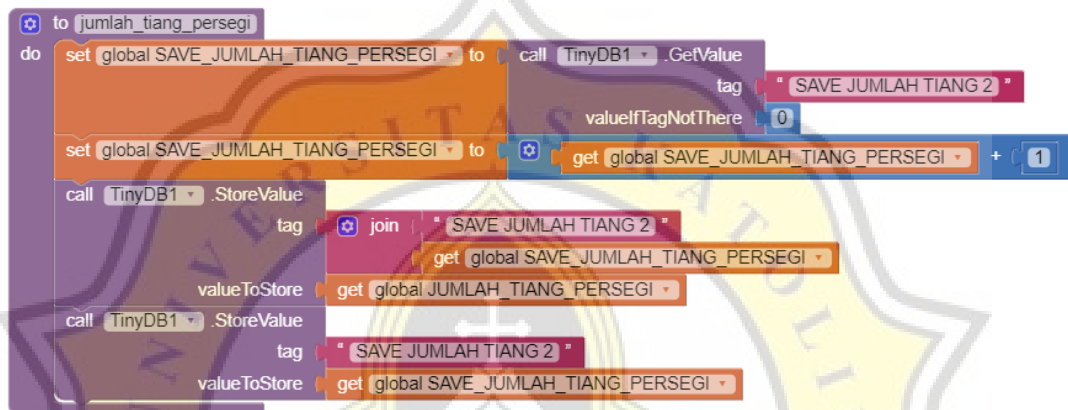 to jumlah_tiang_persegi
do set global SAVE_JUMLAH_TIANG_PERSEGI to call TinyDB1 .GetValue
tag " SAVE JUMLAH TIANG 2 "
valueIfTagNotThere 0
set global SAVE_JUMLAH_TIANG_PERSEGI to get global SAVE_JUMLAH_TIANG_PERSEGI + 1
call TinyDB1 .StoreValue
tag join " SAVE JUMLAH TIANG 2 "
get global SAVE_JUMLAH_TIANG_PERSEGI
valueToStore get global JUMLAH_TIANG_PERSEGI
call TinyDB1 .StoreValue
tag " SAVE JUMLAH TIANG 2 "
valueToStore get global SAVE_JUMLAH_TIANG_PERSEGI